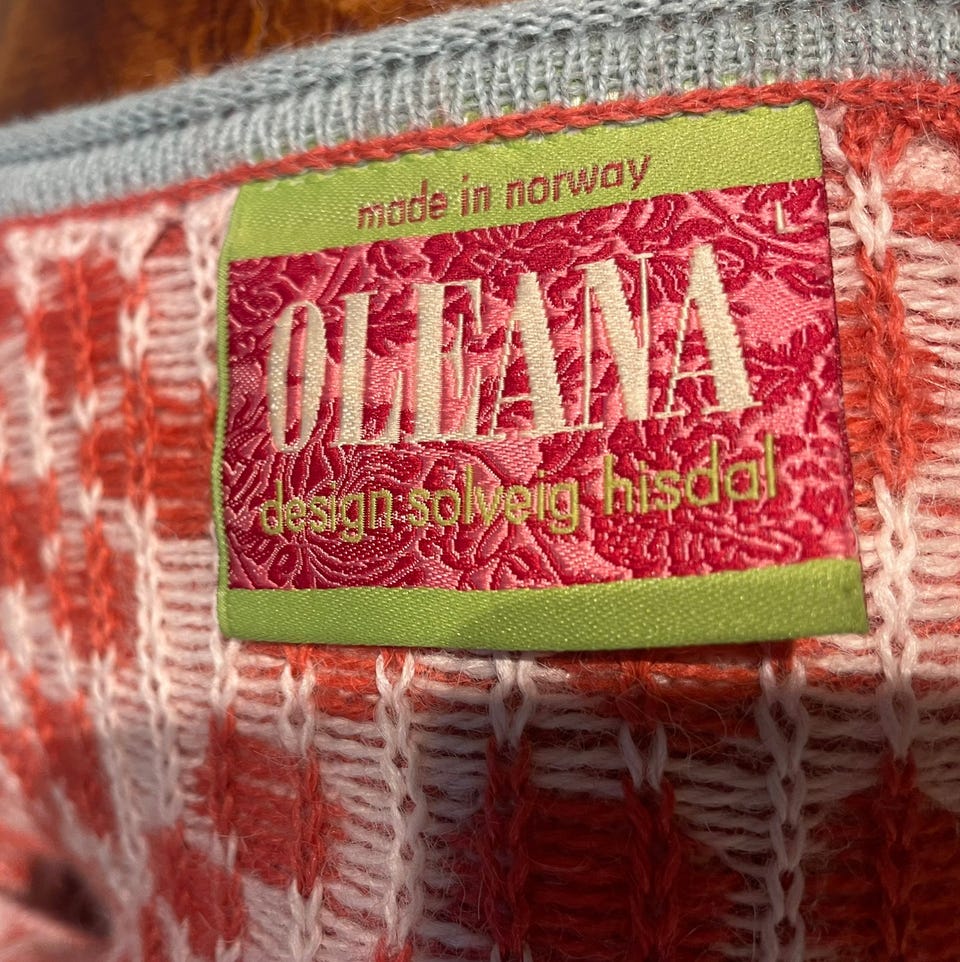 made in norway
L
OLEANA
design solveig hisdal